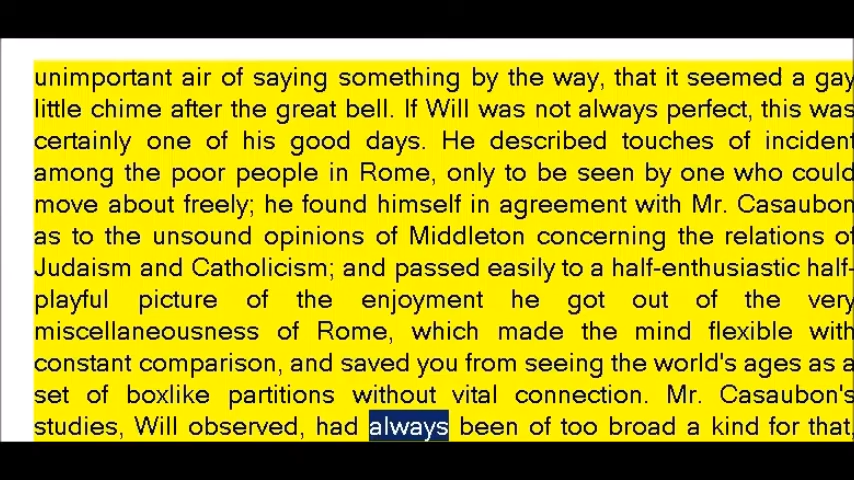 unimportant air of saying something by the way, that it seemed a gay
little chime after the great bell. If Will was not always perfect, this was
certainly one of his good days. He described touches of incident
among the poor people in Rome, only to be seen by one who could
move about freely; he found himself in agreement with Mr. Casaubon
as to the unsound opinions of Middleton concerning the relations of
Judaism and Catholicism; and passed easily to a half-enthusiastic half-
playful picture of the enjoyment he got out of the very
miscellaneousness of Rome, which made the mind flexible with
constant comparison, and saved you from seeing the world's ages as a
set of boxlike partitions without vital connection. Mr. Casaubon's
studies, Will observed, had always been of too broad a kind for that,